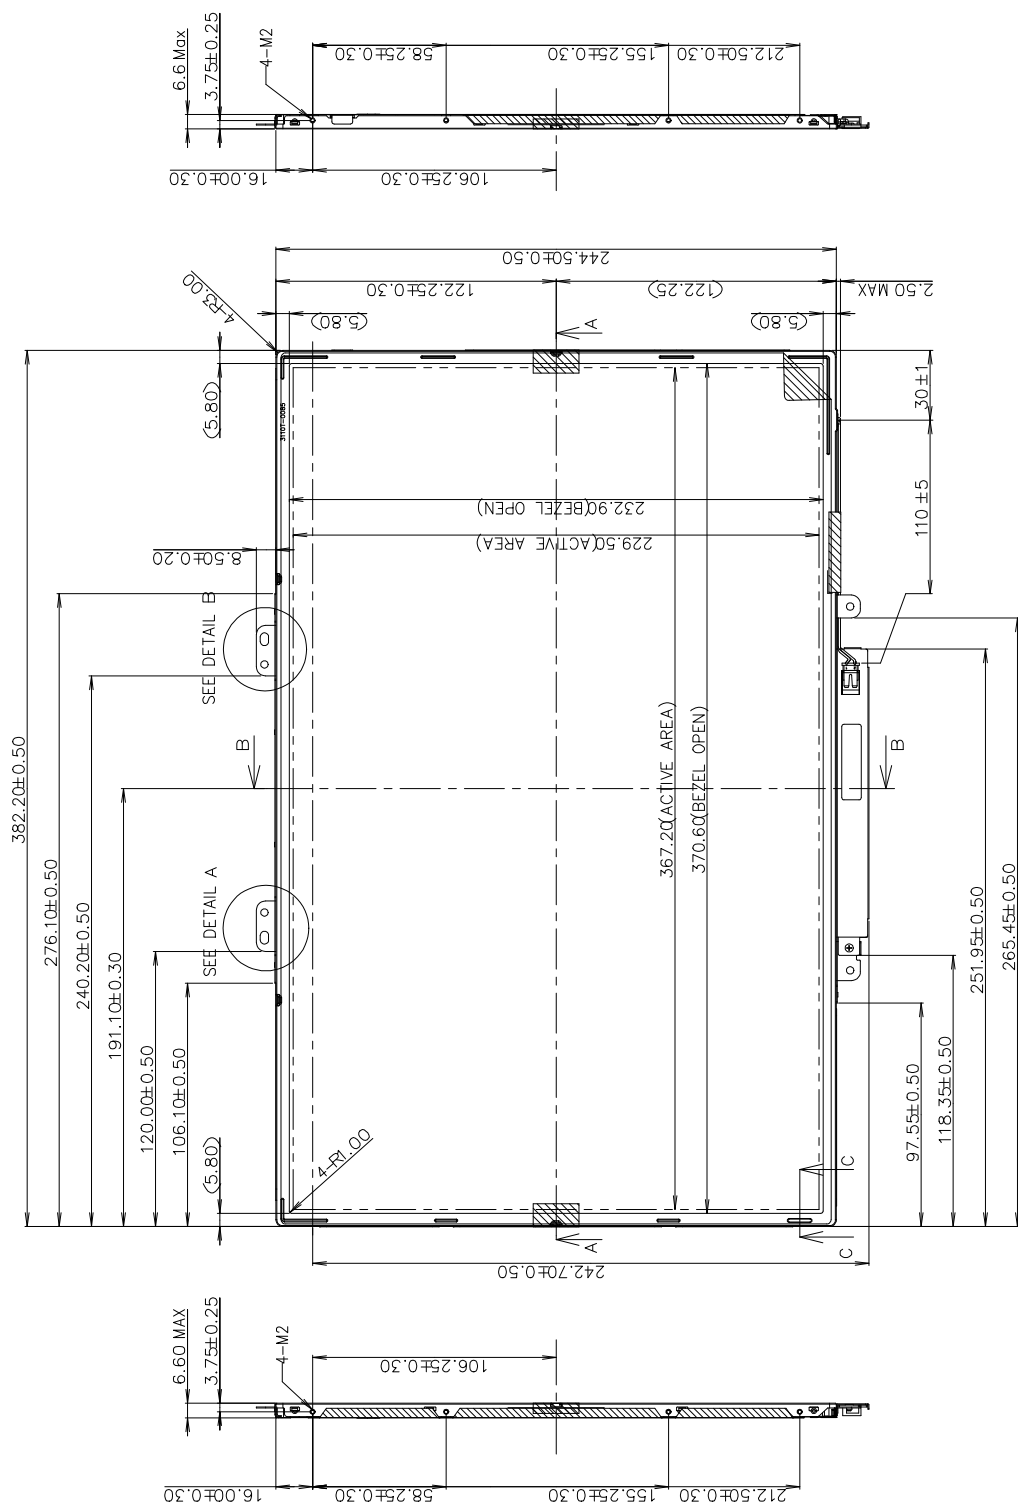 6.6 Max
3.75±0.25
4-M2
58.25±0.30
155.25±0.30
212.50±0.30
16.00±0.30
106.25±0.30
244.50±0.50
4-R3.00
122.25±0.30
(122.25)
2.50 MAX
(5.80)
(5.80)
A
(5.80)
3110T-0085
30±1
110±5
232.90(BEZEL OPEN)
229.50(ACTIVE AREA)
8.50±0.20
SEE DETAIL B
B
B
367.20(ACTIVE AREA)
370.60(BEZEL OPEN)
382.20±0.50
276.10±0.50
240.20±0.50
191.10±0.30
120.00±0.50
106.10±0.50
SEE DETAIL A
(5.80)
4-R1.00
97.55±0.50
118.35±0.50
251.95±0.50
265.45±0.50
C
C
A
242.70±0.50
6.60 MAX
3.75±0.25
4-M2
106.25±0.30
16.00±0.30
58.25±0.30
155.25±0.30
212.50±0.30